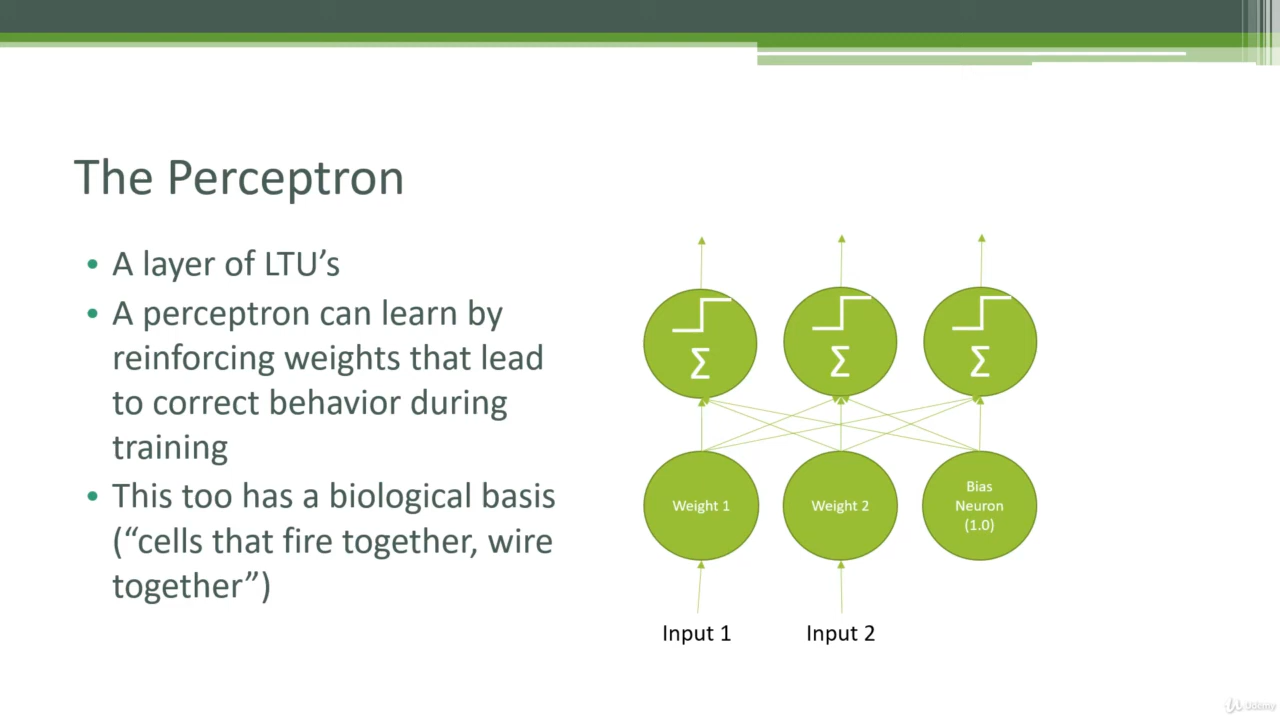 The Perceptron
• A layer of LTU’s
• A perceptron can learn by
reinforcing weights that lead
to correct behavior during
training
• This too has a biological basis
(“cells that fire together, wire
together”)
Σ
Σ
Σ
Weight 1
Weight 2
Bias
Neuron
(1.0)
Input 1
Input 2
Udemy